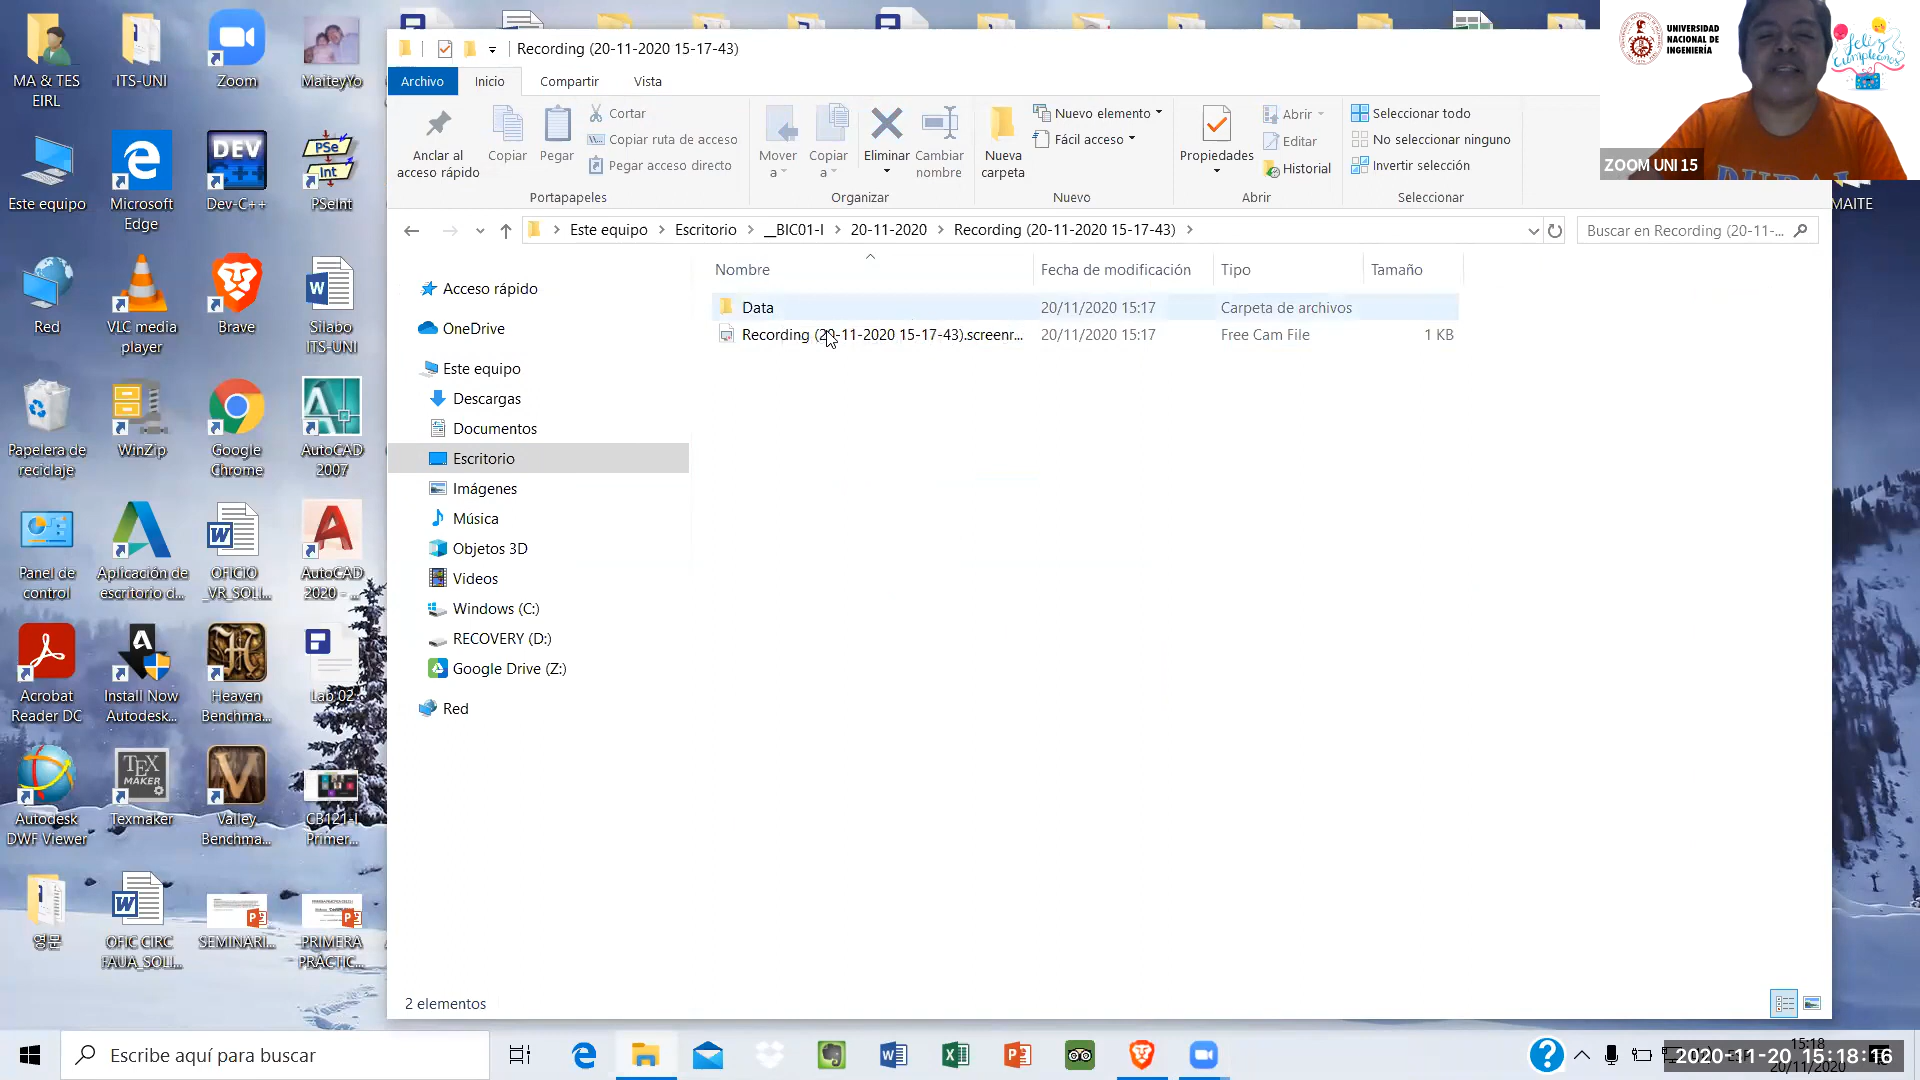 MA & TES
EIRL
ITS-UNI
Zoom
MaiteyYo
Este equipo
Microsoft
Edge
Dev-C++
PSeInt
Red
VLC media
player
Brave
Silabo
ITS-UNI
Papelera de
reciclaje
WinZip
Google
Chrome
AutoCAD
2007
Panel de
control
Aplicación de
escritorio d...
OFICIO
_VR_SOLI...
AutoCAD
2020 - ...
Acrobat
Reader DC
Install Now
Autodesk...
Heaven
Benchma...
Lab 02-
Autodesk
DWF Viewer
Texmaker
Valley
Benchma...
CB121-I
Primer...
영문
OFIC CIRC
FAUA_SOLI...
SEMINARI...
PRIMERA
PRACTIC...
Recording (20-11-2020 15-17-43)
Archivo
Inicio
Compartir
Vista
Anclar al
acceso rápido
Copiar
Pegar
Cortar
Copiar ruta de acceso
Pegar acceso directo
Portapapeles
Mover
a
Copiar
a
Eliminar
Cambiar
nombre
Organizar
Nueva
carpeta
Nuevo elemento
Fácil acceso
Nuevo
Propiedades
Abrir
Editar
Historial
Abrir
Seleccionar todo
No seleccionar ninguno
Invertir selección
Seleccionar
Este equipo > Escritorio > __BIC01-I > 20-11-2020 > Recording (20-11-2020 15-17-43) >
Buscar en Recording (20-11-...
Nombre
Fecha de modificación
Tipo
Tamaño
Data
20/11/2020 15:17
Carpeta de archivos
Recording (20-11-2020 15-17-43).screenr...
20/11/2020 15:17
Free Cam File
1 KB
Acceso rápido
OneDrive
Este equipo
Descargas
Documentos
Escritorio
Imágenes
Música
Objetos 3D
Videos
Windows (C:)
RECOVERY (D:)
Google Drive (Z:)
Red
2 elementos
UNIVERSIDAD
NACIONAL DE
INGENIERÍA
feliz
cumpleaños
ZOOM UNI 15
MAITE
Escribe aquí para buscar
15:18
20/11/2020
2020-11-20 15:18:16